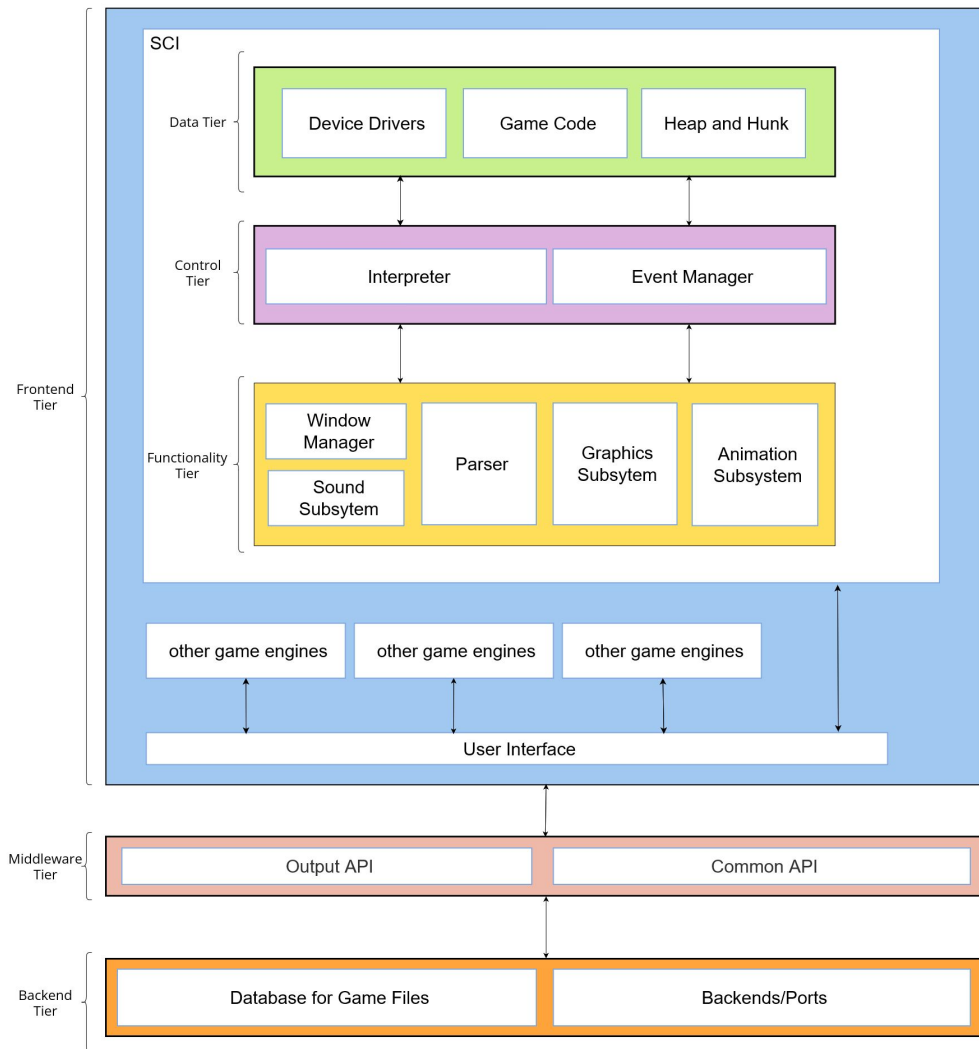 SCI
Data Tier
Device Drivers
Game Code
Heap and Hunk
Control
Tier
Interpreter
Event Manager
Frontend
Tier
Functionality
Tier
Window
Manager
Sound
Subsytem
Parser
Graphics
Subsytem
Animation
Subsystem
other game engines
other game engines
other game engines
User Interface
Middleware
Tier
Output API
Common API
Backend
Tier
Database for Game Files
Backends/Ports